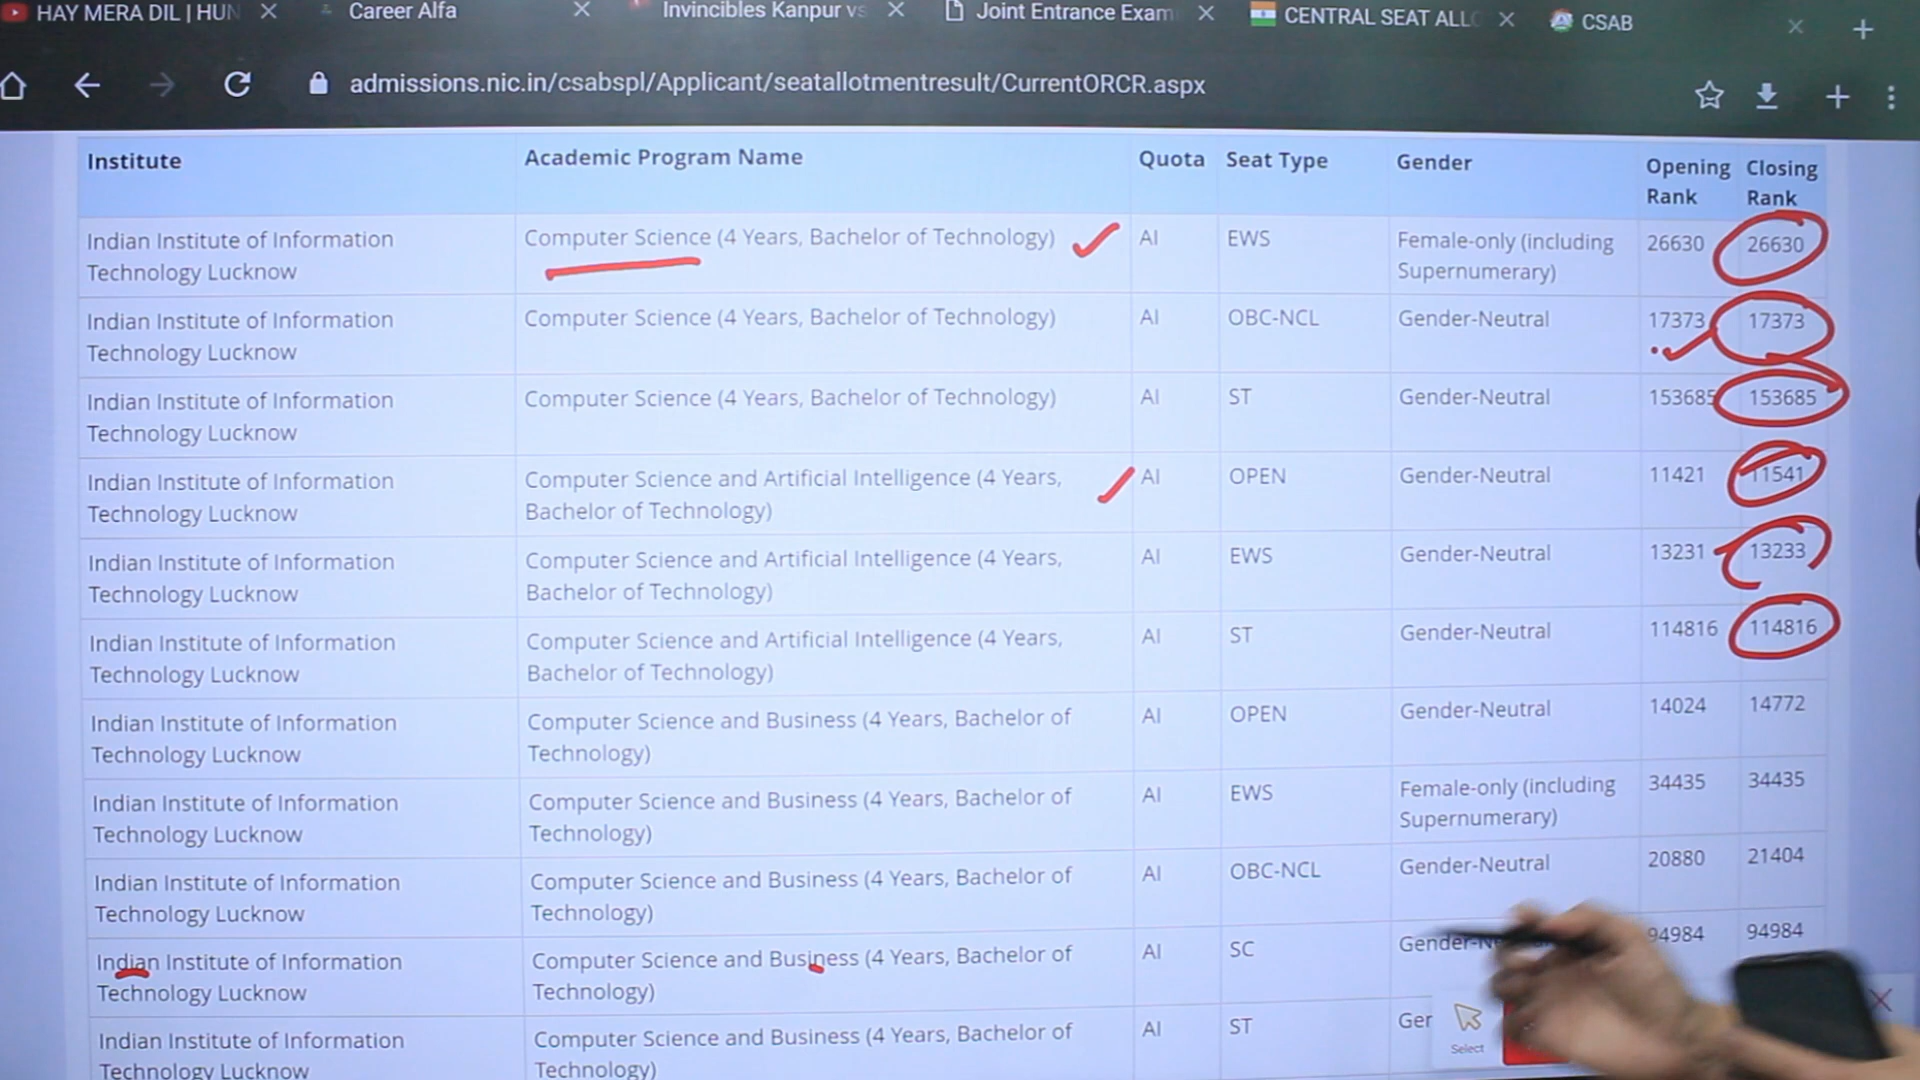 HAY MERA DIL | HUN
Career Alfa
Invincibles Kanpur vs
Joint Entrance Exam
CENTRAL SEAT ALLO
CSAB
admissions.nic.in/csabspl/Applicant/seatallotmentresult/CurrentORCR.aspx
Institute Academic Program Name Quota Seat Type Gender Opening Closing
Rank Rank
Indian Institute of Information Computer Science (4 Years, Bachelor of Technology) AI EWS Female-only (including 26630 26630
Technology Lucknow Supernumerary)
Indian Institute of Information Computer Science (4 Years, Bachelor of Technology) AI OBC-NCL Gender-Neutral 17373 17373
Technology Lucknow
Indian Institute of Information Computer Science (4 Years, Bachelor of Technology) AI ST Gender-Neutral 153685 153685
Technology Lucknow
Indian Institute of Information Computer Science and Artificial Intelligence (4 Years, AI OPEN Gender-Neutral 11421 11541
Technology Lucknow Bachelor of Technology)
Indian Institute of Information Computer Science and Artificial Intelligence (4 Years, AI EWS Gender-Neutral 13231 13233
Technology Lucknow Bachelor of Technology)
Indian Institute of Information Computer Science and Artificial Intelligence (4 Years, AI ST Gender-Neutral 114816 114816
Technology Lucknow Bachelor of Technology)
Indian Institute of Information Computer Science and Business (4 Years, Bachelor of AI OPEN Gender-Neutral 14024 14772
Technology Lucknow Technology)
Indian Institute of Information Computer Science and Business (4 Years, Bachelor of AI EWS Female-only (including 34435 34435
Technology Lucknow Technology) Supernumerary)
Indian Institute of Information Computer Science and Business (4 Years, Bachelor of AI OBC-NCL Gender-Neutral 20880 21404
Technology Lucknow Technology)
Indian Institute of Information Computer Science and Business (4 Years, Bachelor of AI SC Gender-N 94984 94984
Technology Lucknow Technology)
Indian Institute of Information Computer Science and Business (4 Years, Bachelor of AI ST Ger
Technology Lucknow Technology)
Select